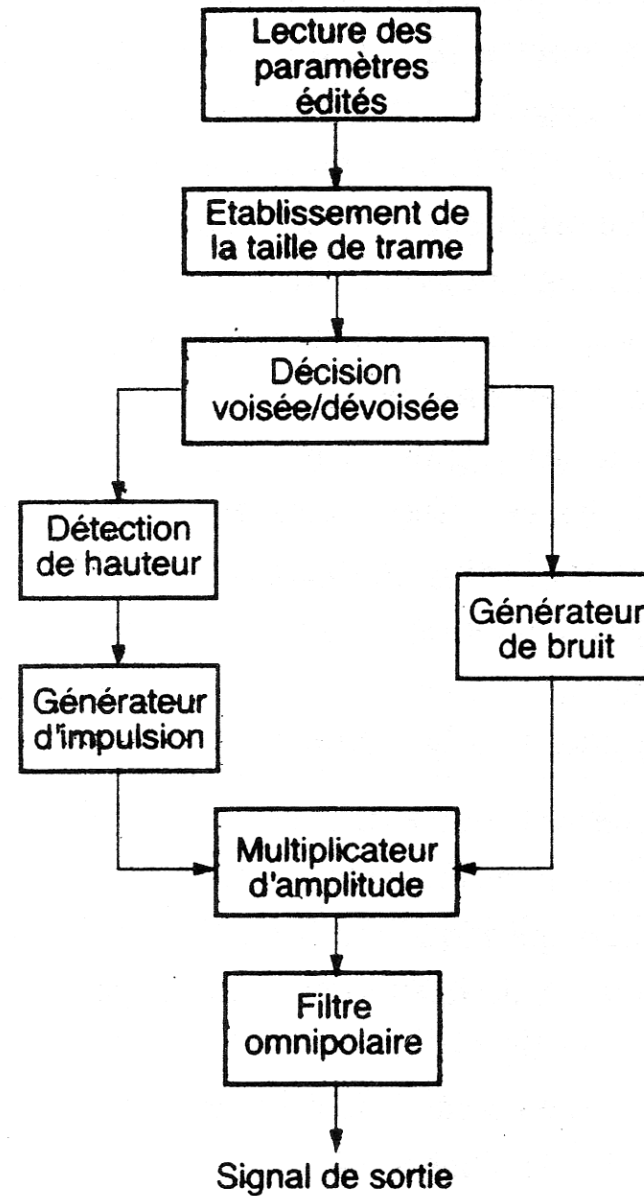 Lecture des
paramètres
édités
Etablissement de
la taille de trame
Décision
voisée/dévoisée
Détection
de hauteur
Générateur
de bruit
Générateur
d'impulsion
Multiplicateur
d'amplitude
Filtre
omnipolaire
Signal de sortie